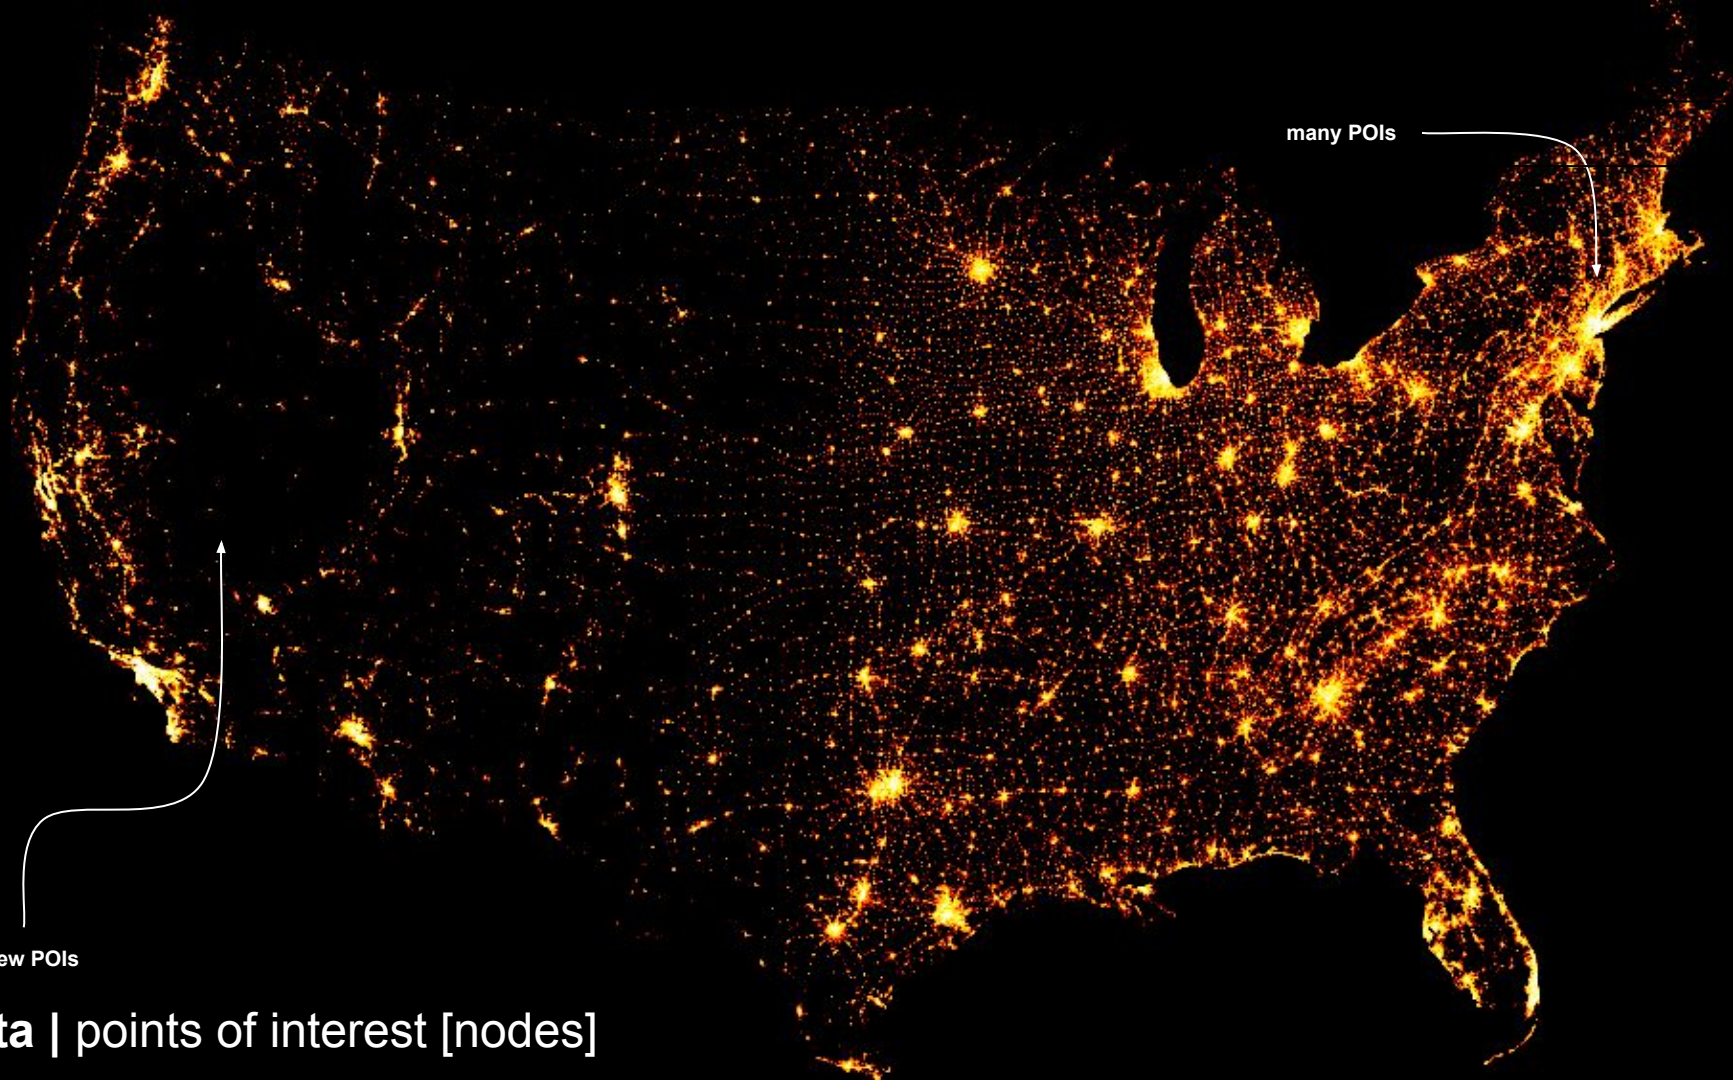 many POIs
ew POIs
ta | points of interest [nodes]